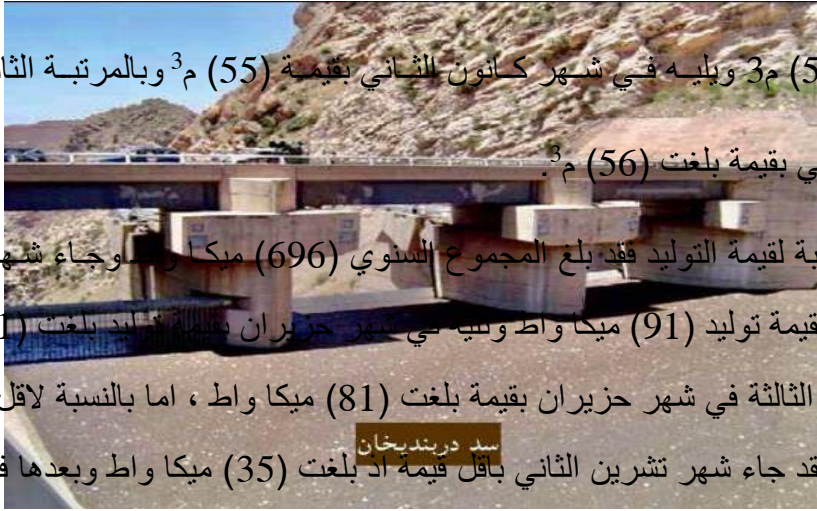 5) م3 ويليه في شهر كانون الثاني بقيمة (55) م3 وبالمرتبة الثا
ي بقيمة بلغت (56) م3.
بة لقيمة التوليد فقد بلغ المجموع السنوي (696) ميكا وجاء شه
قيمة توليد (91) ميكا واط وتليه في شهر حزيران بقيمة توليد بلغت (1
الثالثة في شهر حزيران بقيمة بلغت (81) ميكا واط ، اما بالنسبة لاقل
قد جاء شهر تشرين الثاني باقل قيمة اذ بلغت (35) ميكا واط وبعدها ف
سد دربنديخان